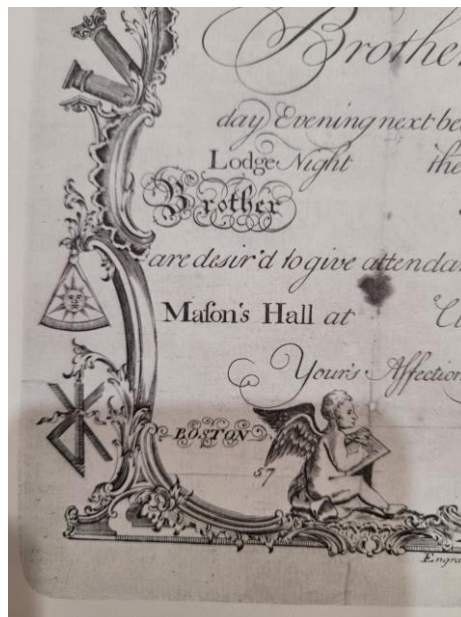 Brother
day Evening next be
Lodge Night the
Brother
are desir'd to give attendan
Maſon's Hall at
Your's Affection
BOSTON
57
Engra